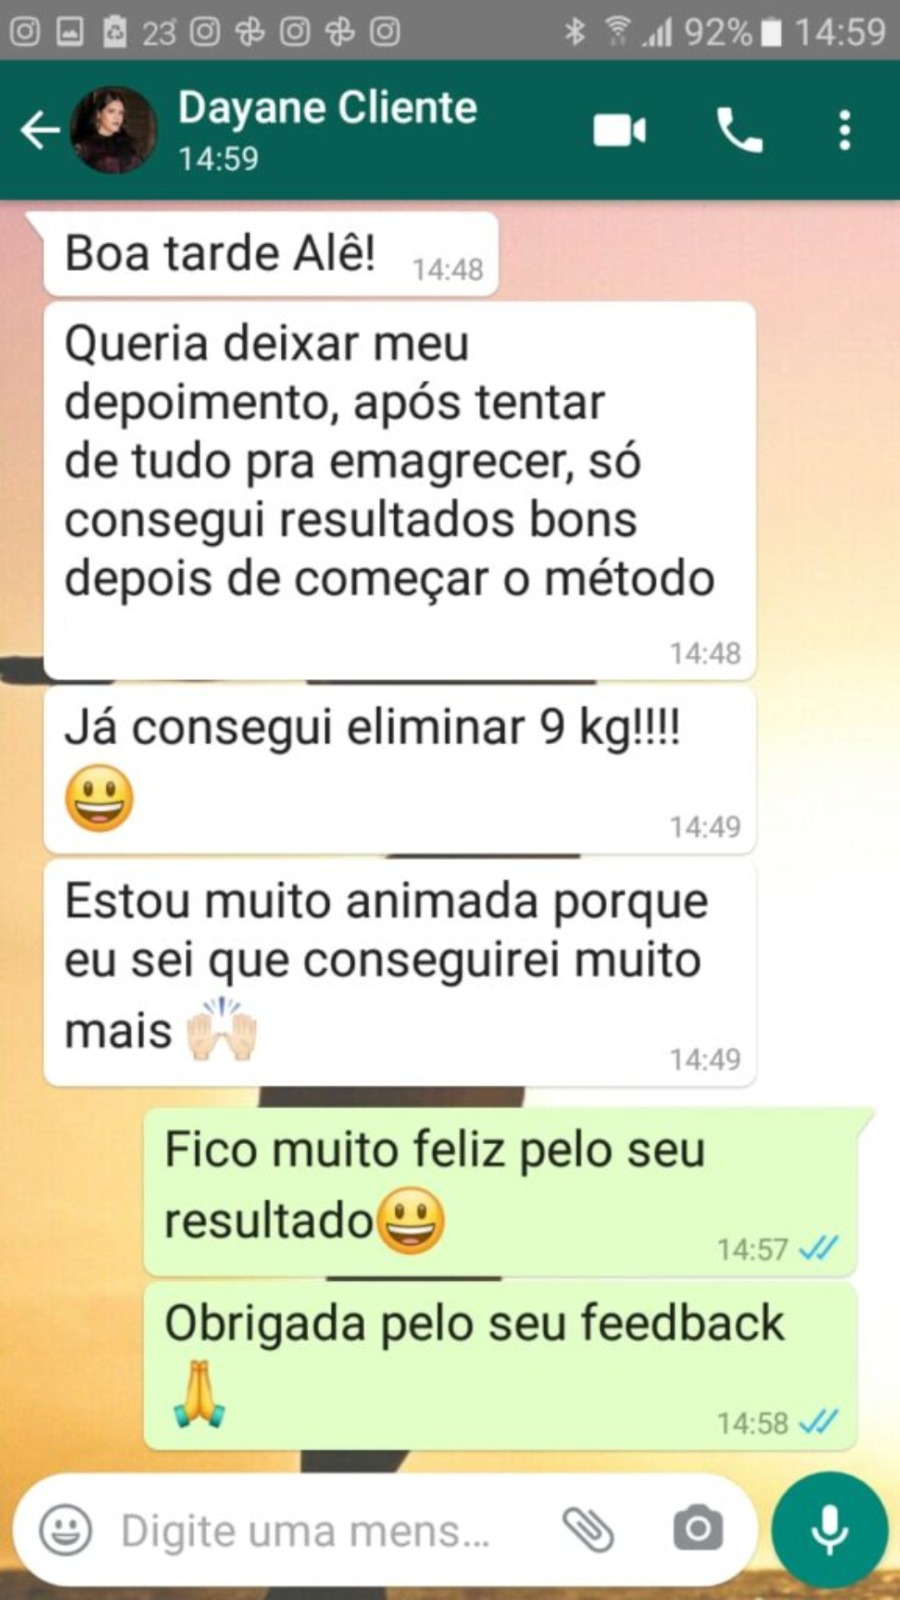 23° 92% 14:59
Dayane Cliente
14:59
Boa tarde Alê! 14:48
Queria deixar meu
depoimento, após tentar
de tudo pra emagrecer, só
consegui resultados bons
depois de começar o método
14:48
Já consegui eliminar 9 kg!!!!
😃
14:49
Estou muito animada porque
eu sei que conseguirei muito
mais 🙌🏻
14:49
Fico muito feliz pelo seu
resultado😃
14:57
Obrigada pelo seu feedback
🙏
14:58
Digite uma mens...